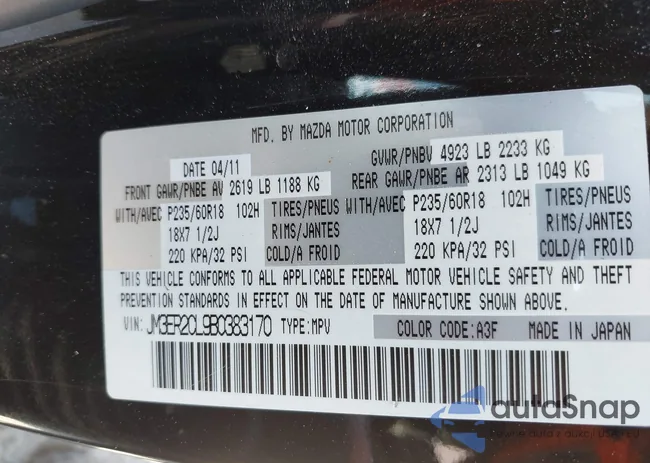 MFD. BY MAZDA MOTOR CORPORATION
DATE 04/11 GVWR/PNBV 4923 LB 2233 KG
FRONT GAWR/PNBE AV 2619 LB 1188 KG REAR GAWR/PNBE AR 2313 LB 1049 KG
WITH/AVEC P235/60R18 102H TIRES/PNEUS WITH/AVEC P235/60R18 102H TIRES/PNEUS
18X7 1/2J RIMS/JANTES 18X7 1/2J RIMS/JANTES
220 KPA/32 PSI COLD/A FROID 220 KPA/32 PSI COLD/A FROID
THIS VEHICLE CONFORMS TO ALL APPLICABLE FEDERAL MOTOR VEHICLE SAFETY AND THEFT
PREVENTION STANDARDS IN EFFECT ON THE DATE OF MANUFACTURE SHOWN ABOVE.
VIN: JM3ER2CL9B0383170 TYPE:MPV COLOR CODE:A3F MADE IN JAPAN
autaSnap